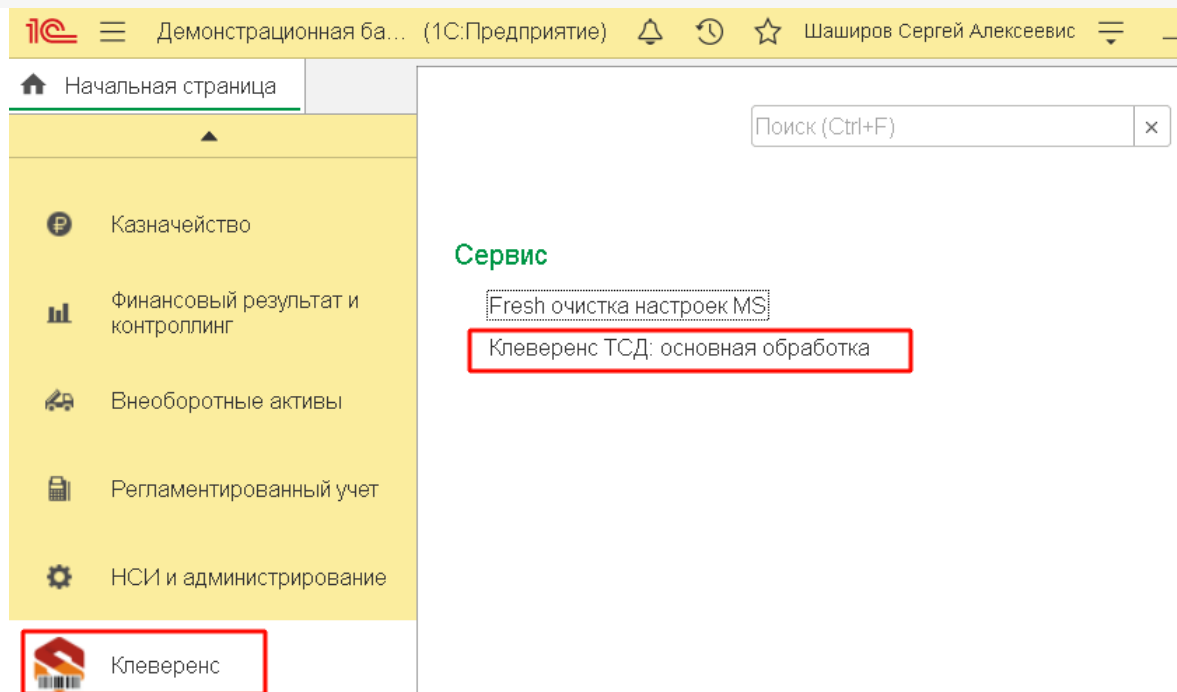 1С Демонстрационная ба... (1С:Предприятие) Шаширов Сергей Алексеевис
Начальная страница
Поиск (Ctrl+F)
Казначейство
Финансовый результат и
контроллинг
Внеоборотные активы
Регламентированный учет
НСИ и администрирование
Клеверенс
Сервис
Fresh очистка настроек MS
Клеверенс ТСД: основная обработка